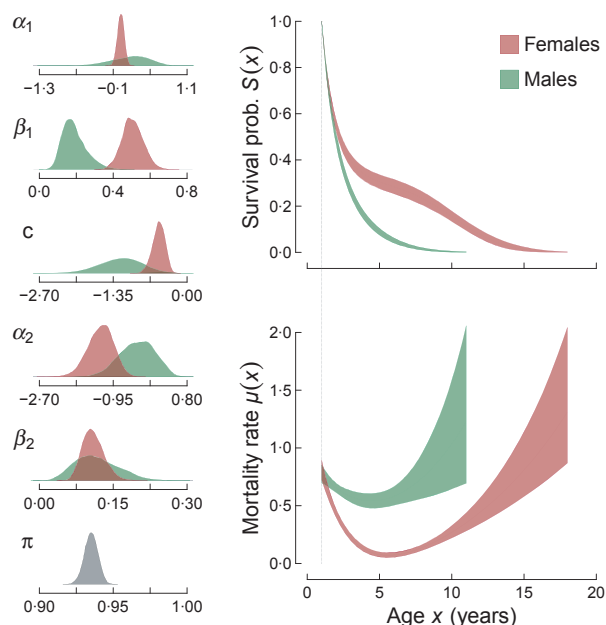 α1
−1·3 −0·1 1·1
β1
0·0 0·4 0·8
c
−2·70 −1·35 0·00
α2
−2·70 −0·95 0·80
β2
0·00 0·15 0·30
π
0·90 0·95 1·00
Survival prob. S(x)
1·0
0·8
0·6
0·4
0·2
0·0
Females
Males
Mortality rate μ(x)
2·0
1·5
1·0
0·5
0·0
0 5 10 15 20
Age x (years)